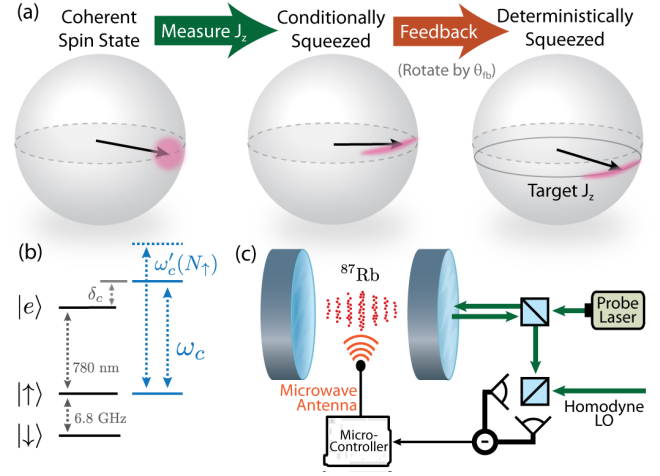 (a)
Coherent
Spin State
Measure J_z
Conditionally
Squeezed
Feedback
(Rotate by θ_fb)
Deterministically
Squeezed
Target J_z
(b)
ω′_c(N_↑)
δ_c
|e⟩
ω_c
780 nm
|↑⟩
6.8 GHz
|↓⟩
(c)
⁸⁷Rb
Probe
Laser
Microwave
Antenna
Homodyne
LO
Micro-
Controller